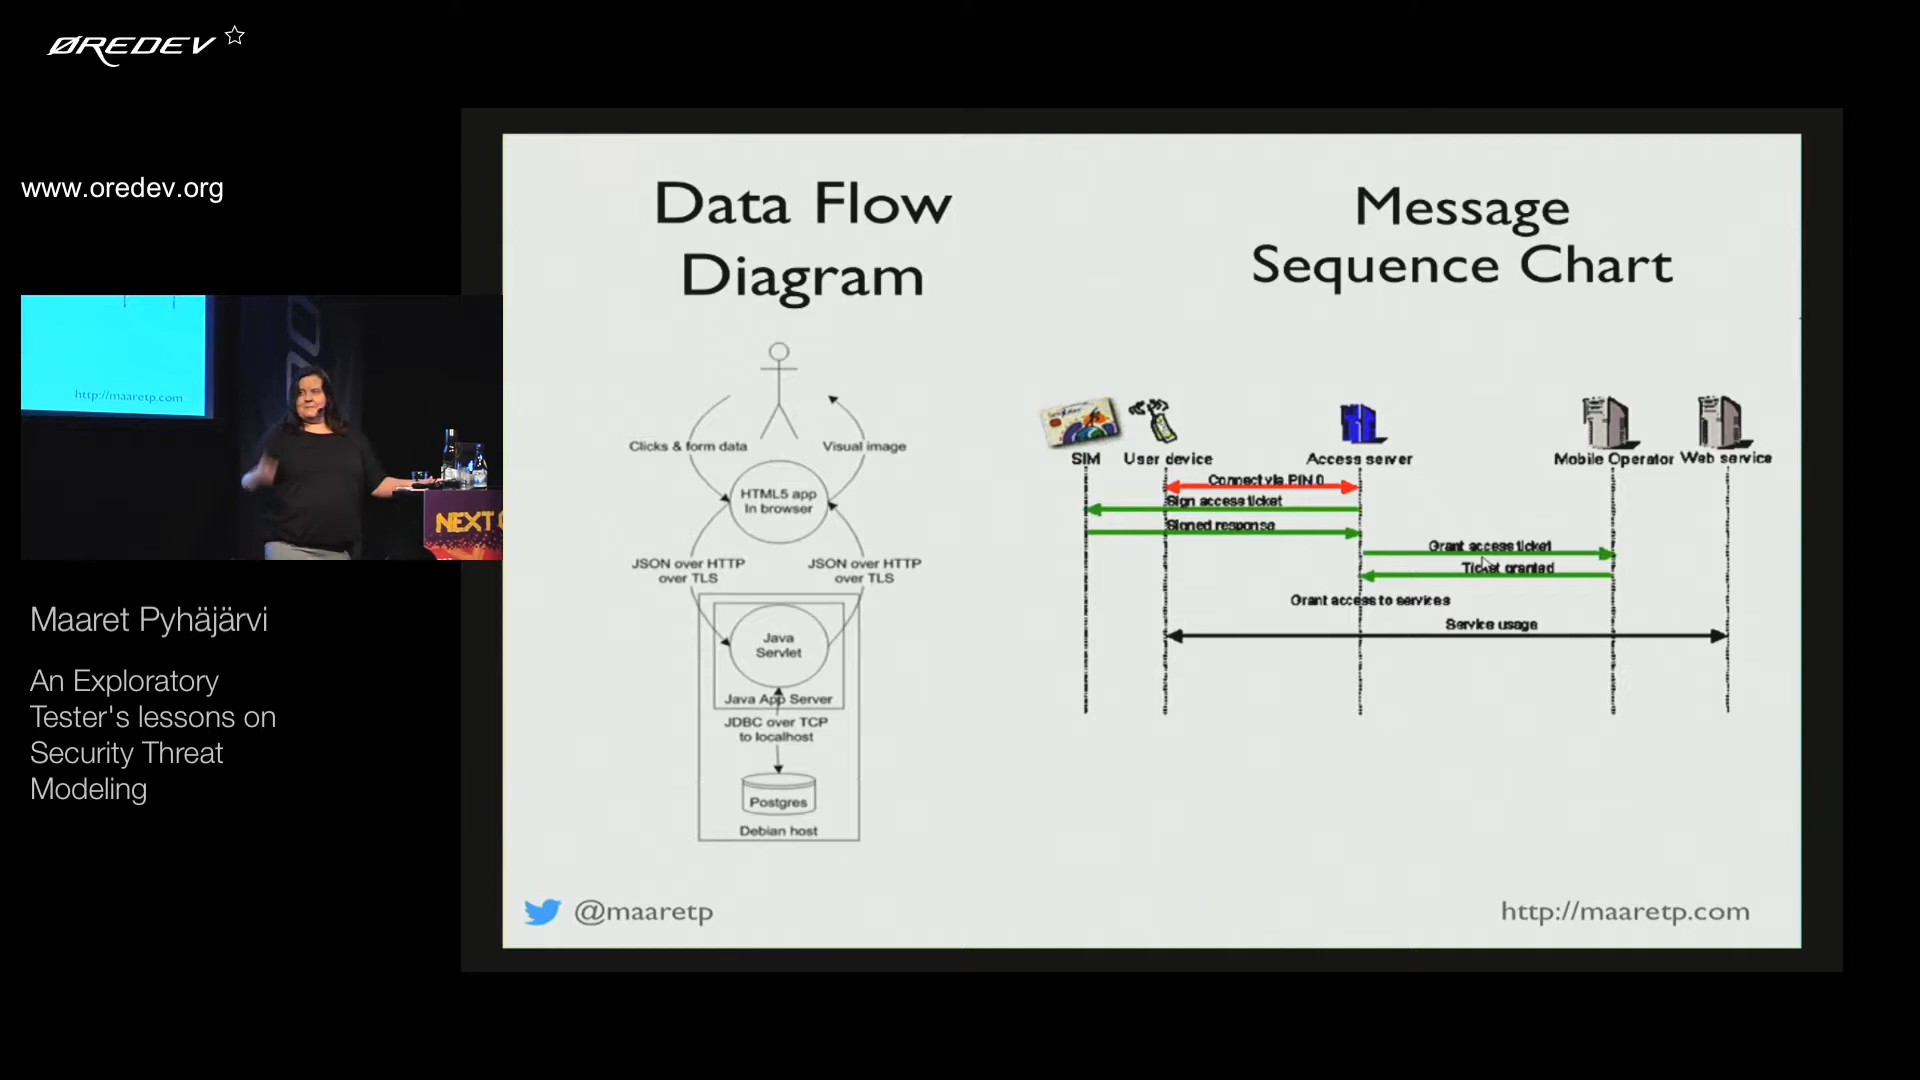 ØREDEV
www.oredev.org
http://maaretp.com
NEXT
Maaret Pyhäjärvi
An Exploratory
Tester's lessons on
Security Threat
Modeling
Data Flow
Diagram
Clicks & form data
Visual image
HTML5 app
In browser
JSON over HTTP
over TLS
JSON over HTTP
over TLS
Java
Servlet
Java App Server
JDBC over TCP
to localhost
Postgres
Debian host
Message
Sequence Chart
SIM
User device
Access server
Mobile Operator
Web service
Connect via PIN 0
Sign access ticket
Signed response
Grant access ticket
Ticket granted
Grant access to services
Service usage
@maaretp
http://maaretp.com